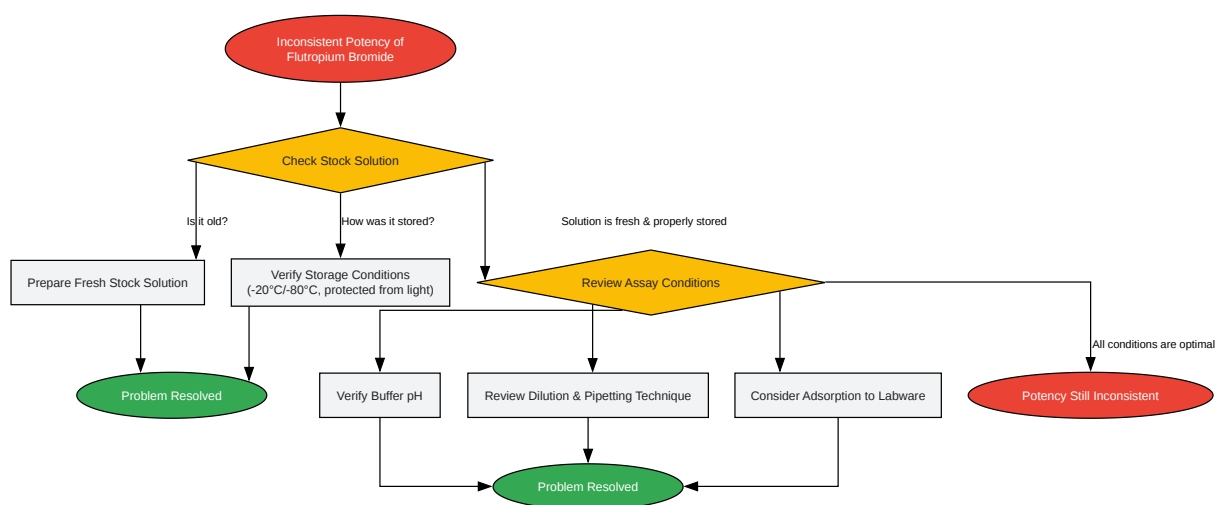 Inconsistent Potency of
Flutropium Bromide
Check Stock Solution
Is it old?
How was it stored?
Solution is fresh & properly stored
Prepare Fresh Stock Solution
Verify Storage Conditions
(-20°C/-80°C, protected from light)
Review Assay Conditions
All conditions are optimal
Problem Resolved
Verify Buffer pH
Review Dilution & Pipetting Technique
Consider Adsorption to Labware
Potency Still Inconsistent
Problem Resolved